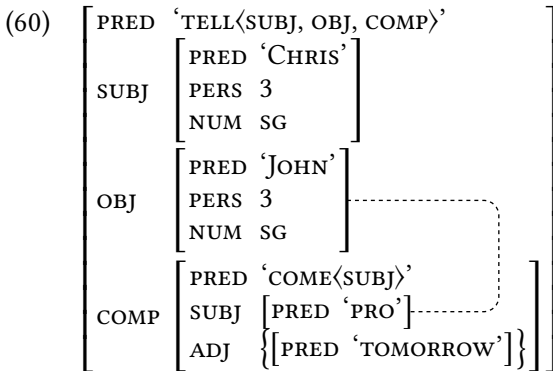 (60)
PRED ‘TELL⟨SUBJ, OBJ, COMP⟩’
SUBJ
PRED ‘CHRIS’
PERS 3
NUM SG
OBJ
PRED ‘JOHN’
PERS 3
NUM SG
COMP
PRED ‘COME⟨SUBJ⟩’
SUBJ [PRED ‘PRO’]
ADJ {[PRED ‘TOMORROW’]}